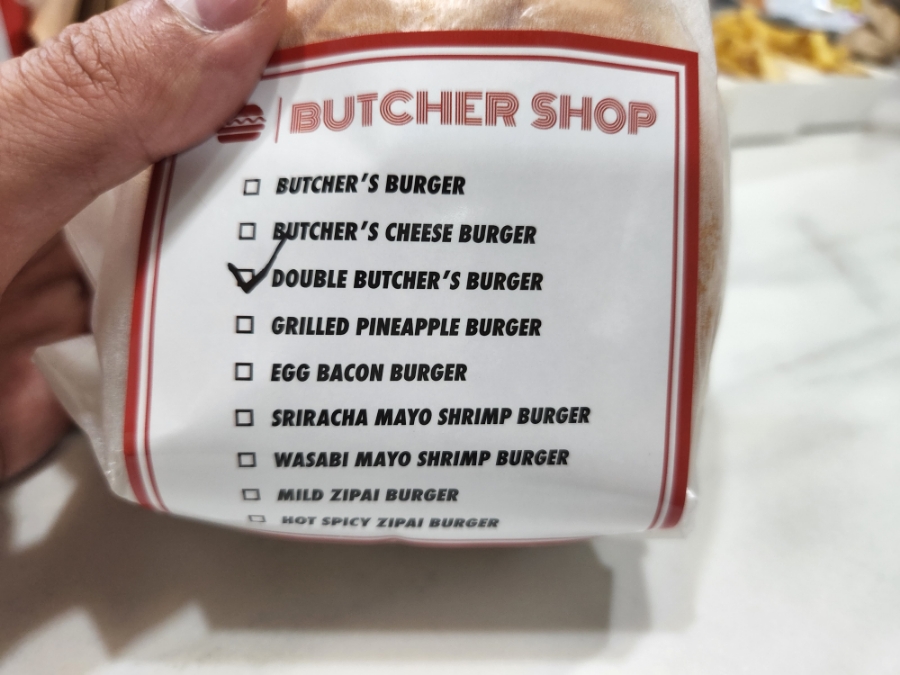 BUTCHER SHOP
BUTCHER'S BURGER
BUTCHER'S CHEESE BURGER
DOUBLE BUTCHER'S BURGER
GRILLED PINEAPPLE BURGER
EGG BACON BURGER
SRIRACHA MAYO SHRIMP BURGER
WASABI MAYO SHRIMP BURGER
MILD ZIPAI BURGER
HOT SPICY ZIPAI BURGER